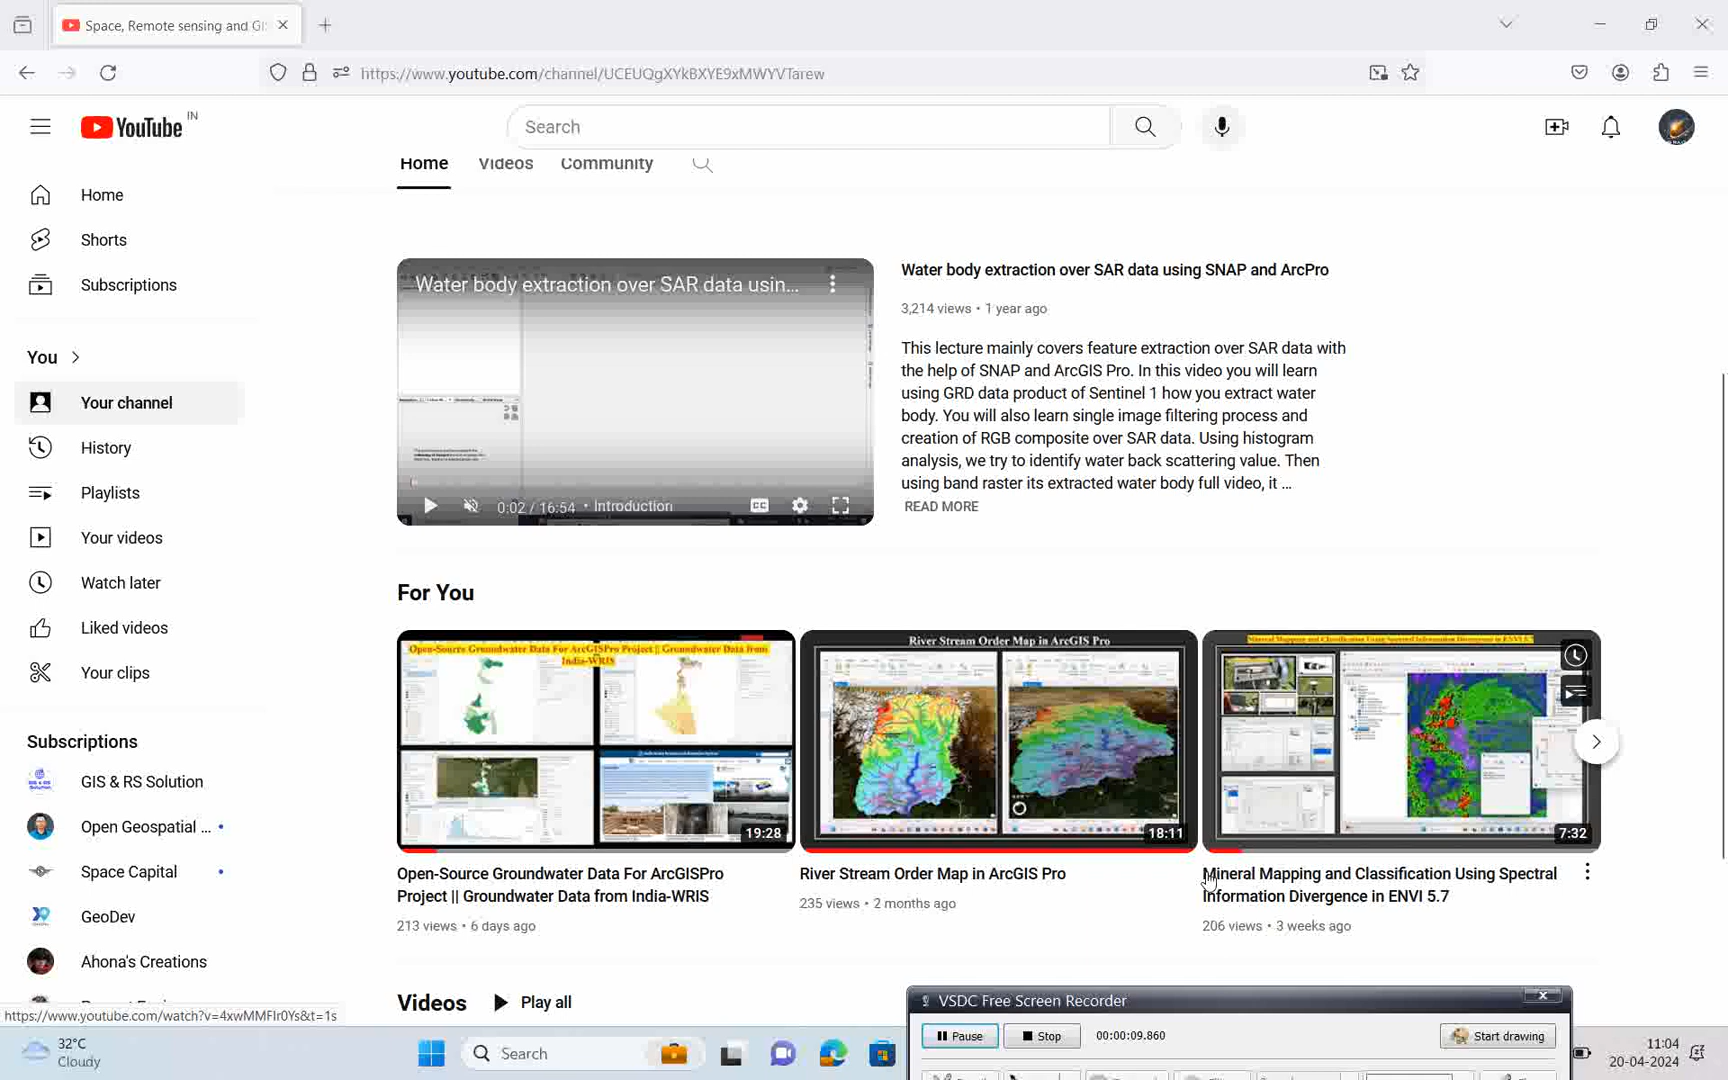 Space, Remote sensing and GI
https://www.youtube.com/channel/UCEUQgXYkBXYE9xMWYVTarew
YouTube IN
Search
Home Videos Community
Home
Shorts
Subscriptions
You
Your channel
History
Playlists
Your videos
Watch later
Liked videos
Your clips
Subscriptions
GIS & RS Solution
Open Geospatial ...
Space Capital
GeoDev
Ahona's Creations
Water body extraction over SAR data usin...
0:02 / 16:54 • Introduction
Water body extraction over SAR data using SNAP and ArcPro
3,214 views • 1 year ago
This lecture mainly covers feature extraction over SAR data with
the help of SNAP and ArcGIS Pro. In this video you will learn
using GRD data product of Sentinel 1 how you extract water
body. You will also learn single image filtering process and
creation of RGB composite over SAR data. Using histogram
analysis, we try to identify water back scattering value. Then
using band raster its extracted water body full video, it ...
READ MORE
For You
Open-Source Groundwater Data For ArcGISPro Project || Groundwater Data from
India-WRIS
19:28
River Stream Order Map in ArcGIS Pro
18:11
Mineral Mapping and Classification Using Spectral Information Divergence in ENVI 5.7
7:32
Open-Source Groundwater Data For ArcGISPro
Project || Groundwater Data from India-WRIS
213 views • 6 days ago
River Stream Order Map in ArcGIS Pro
235 views • 2 months ago
Mineral Mapping and Classification Using Spectral
Information Divergence in ENVI 5.7
206 views • 3 weeks ago
Videos Play all
https://www.youtube.com/watch?v=4xwMMFIr0Ys&t=1s
VSDC Free Screen Recorder
Pause Stop 00:00:09.860 Start drawing
32°C
Cloudy
Search
11:04
20-04-2024